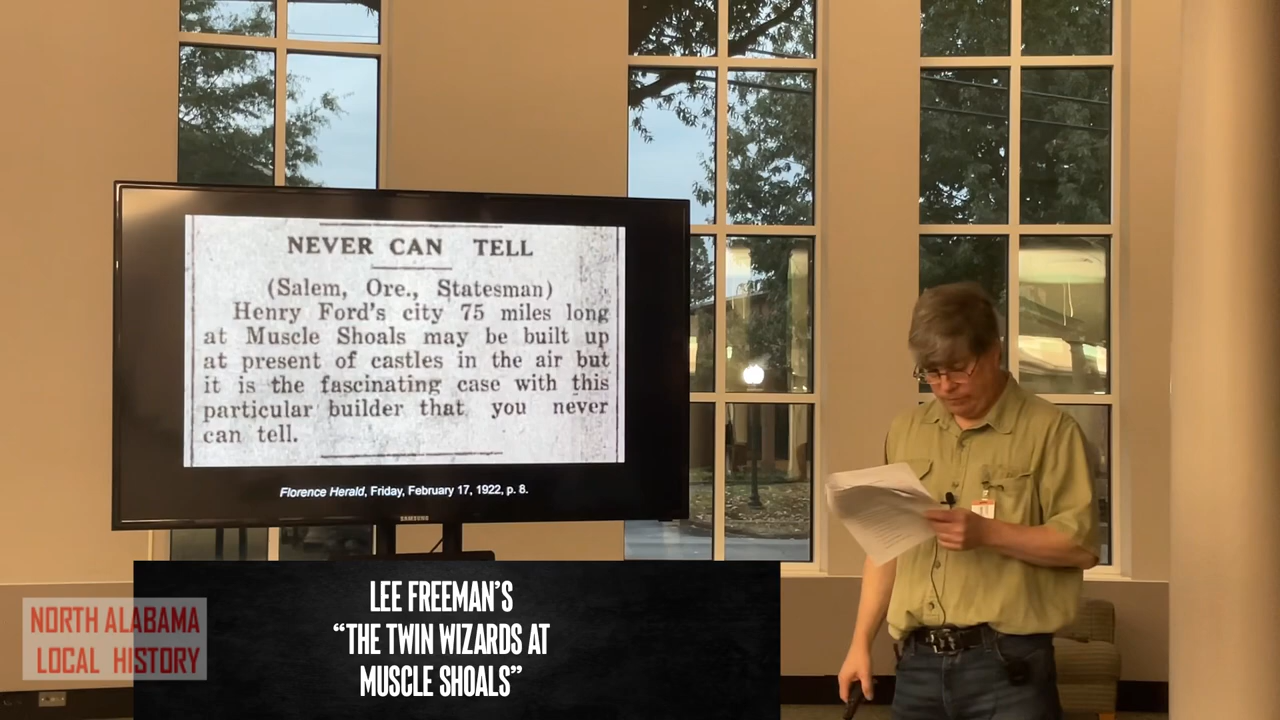 NEVER CAN TELL
(Salem, Ore., Statesman)
Henry Ford's city 75 miles long
at Muscle Shoals may be built up
at present of castles in the air but
it is the fascinating case with this
particular builder that you never
can tell.
Florence Herald, Friday, February 17, 1922, p. 8.
SAMSUNG
LEE FREEMAN'S
“THE TWIN WIZARDS AT
MUSCLE SHOALS”
NORTH ALABAMA
LOCAL HISTORY